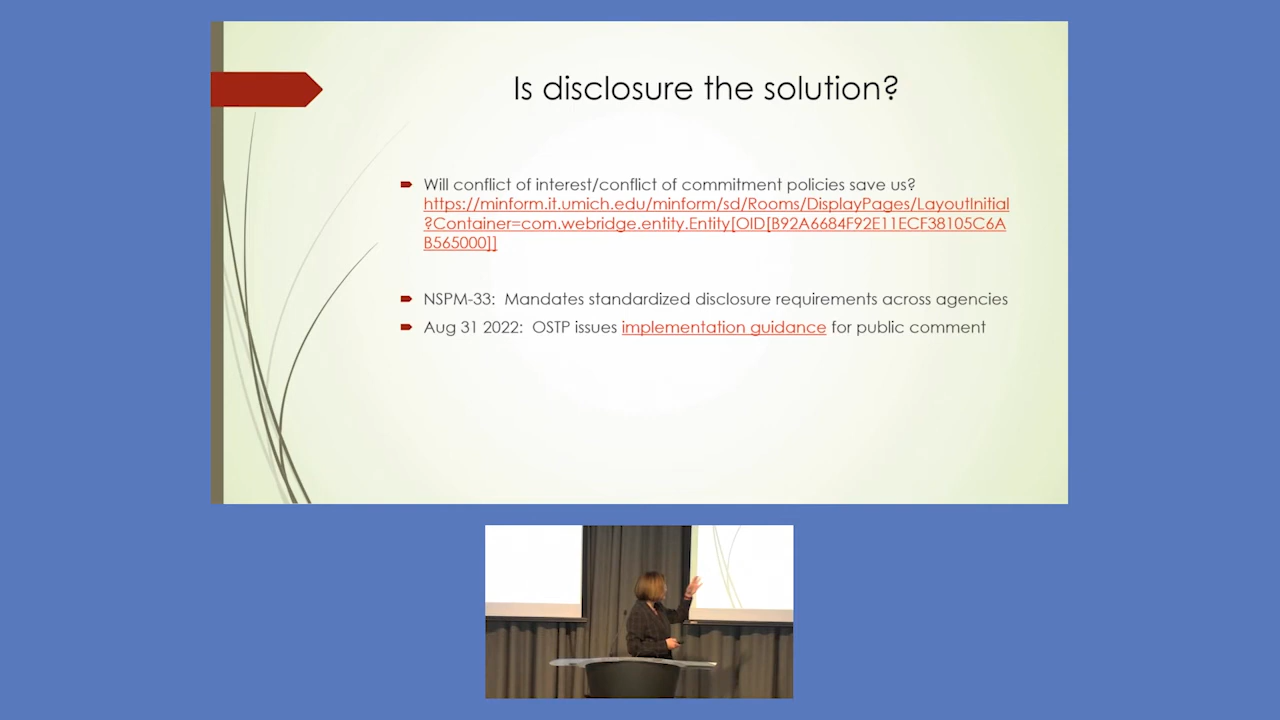 Is disclosure the solution?
Will conflict of interest/conflict of commitment policies save us?
https://minform.it.umich.edu/minform/sd/Rooms/DisplayPages/LayoutInitial
?Container=com.webridge.entity.Entity[OID[B92A6684F92E11ECF38105C6A
B565000]]
NSPM-33:  Mandates standardized disclosure requirements across agencies
Aug 31 2022:  OSTP issues implementation guidance for public comment